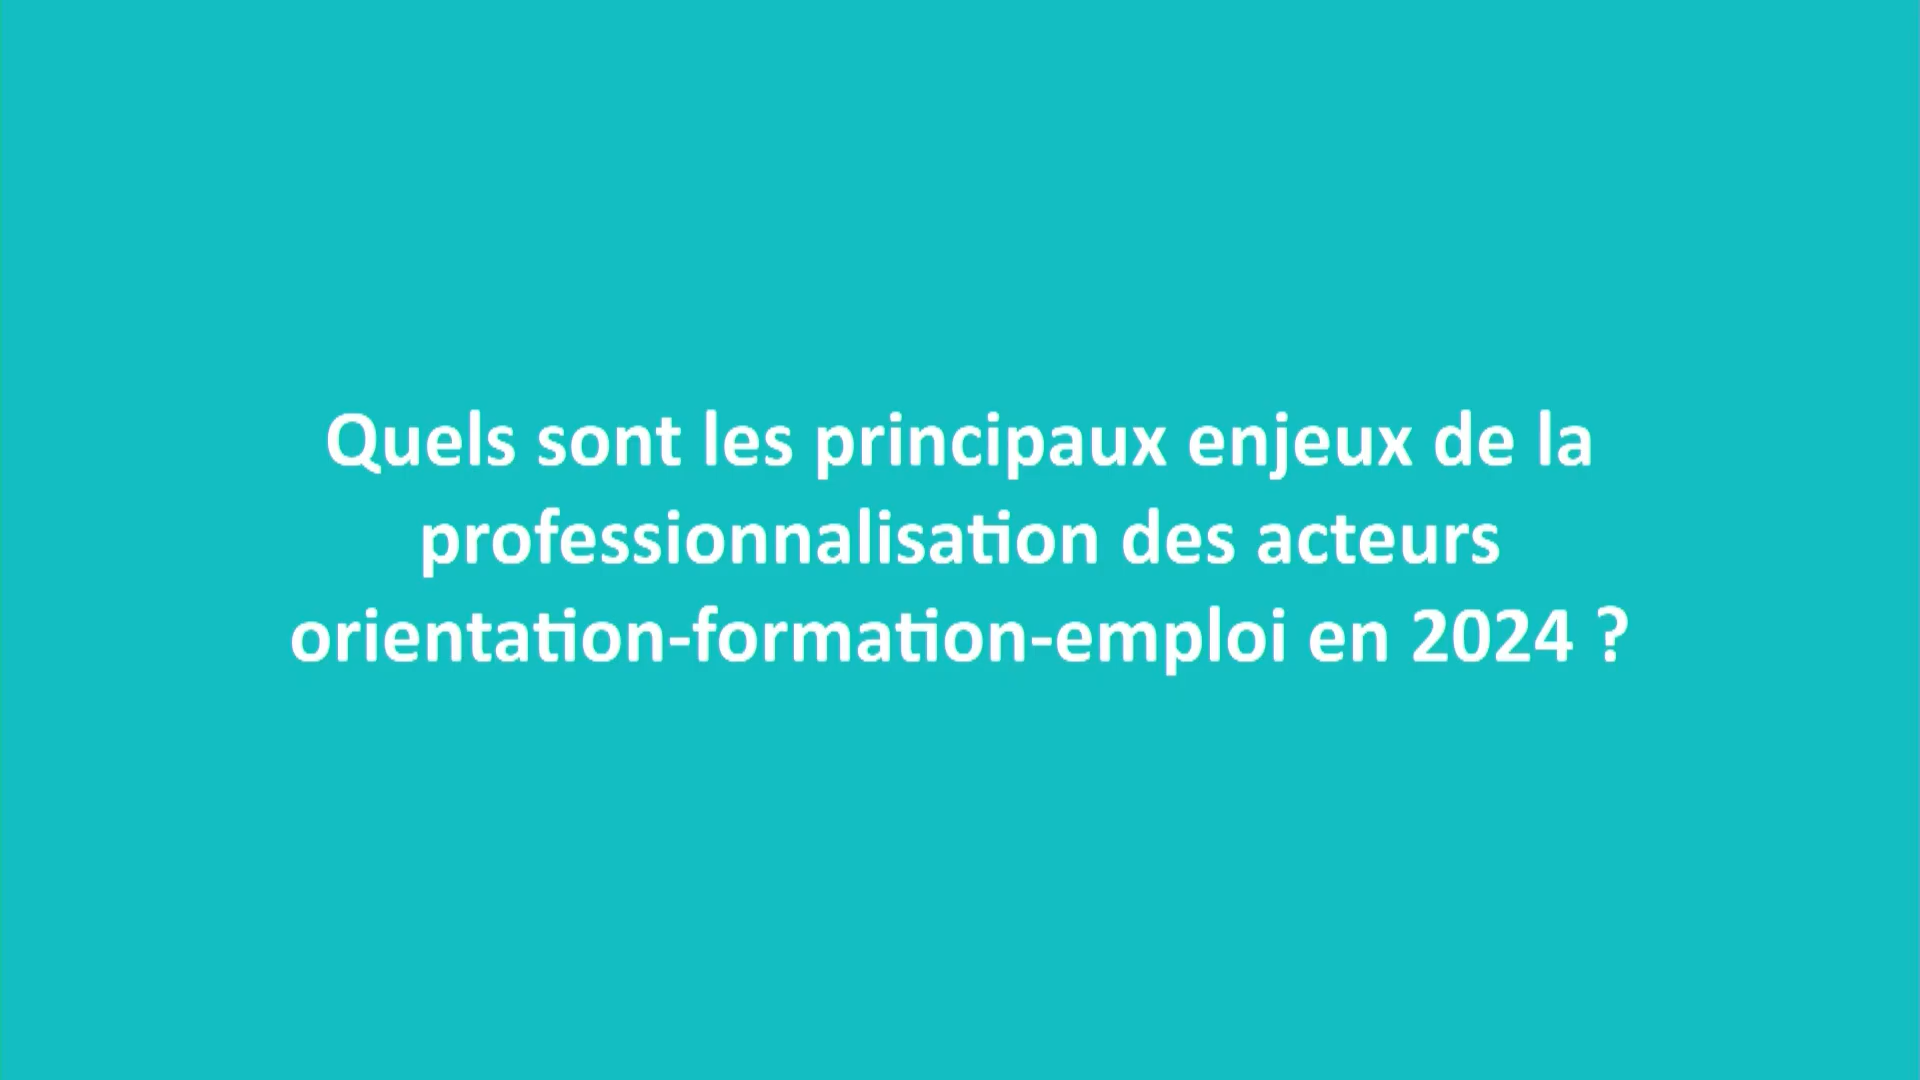 Quels sont les principaux enjeux de la
professionnalisation des acteurs
orientation-formation-emploi en 2024 ?